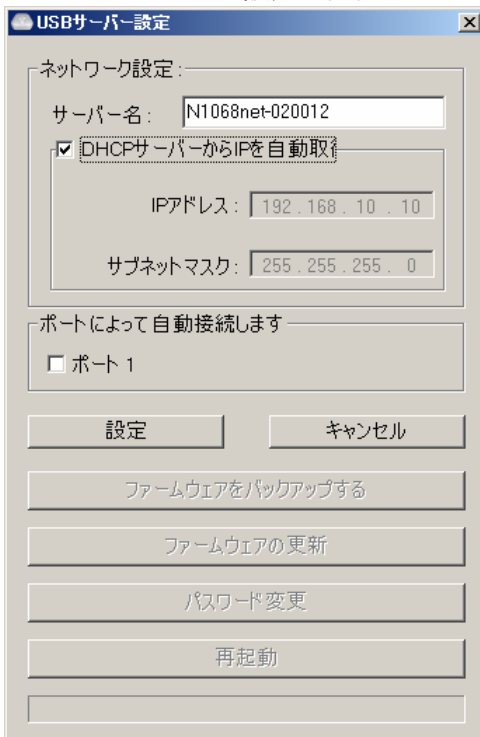 USBサーバー設定
ネットワーク設定:
サーバー名: N1068net-020012
DHCPサーバーからIPを自動取
IPアドレス: 192.168.10.10
サブネットマスク: 255.255.255.0
ポートによって自動接続します
ポート 1
設定 キャンセル
ファームウェアをバックアップする
ファームウェアの更新
パスワード変更
再起動